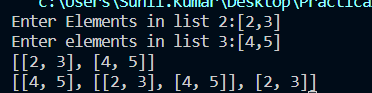 c:\Users\Sunil.Kumar\Desktop\Practica
Enter Elements in list 2:[2,3]
Enter elements in list 3:[4,5]
[[2, 3], [4, 5]]
[[4, 5], [[2, 3], [4, 5]], [2, 3]]